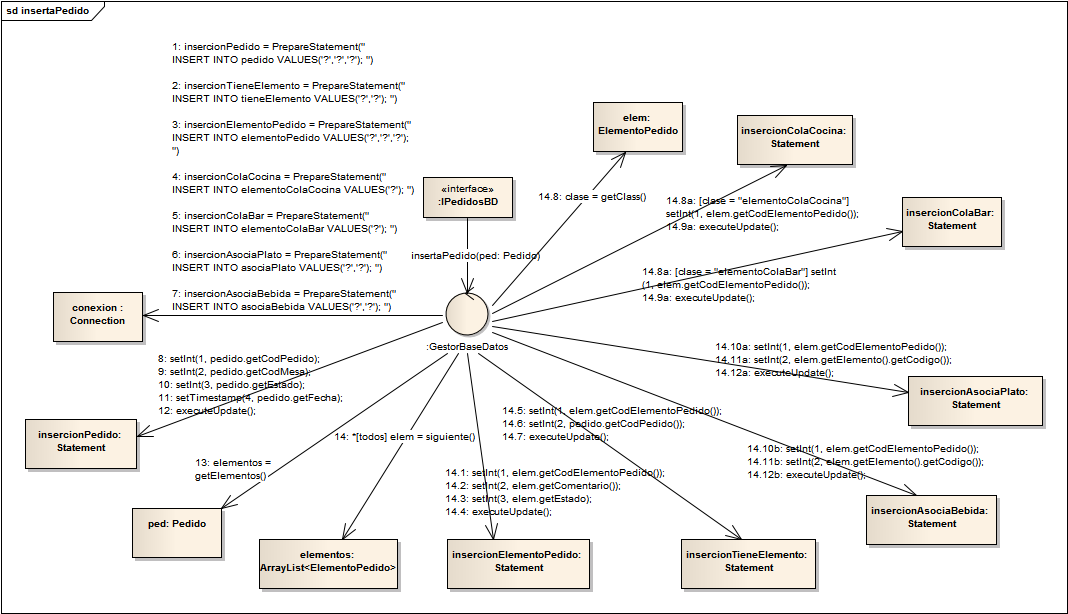 sd insertaPedido
1: insercionPedido = PrepareStatement("
INSERT INTO pedido VALUES('?','?','?'); ")
2: insercionTieneElemento = PrepareStatement("
INSERT INTO tieneElemento VALUES('?','?'); ")
3: insercionElementoPedido = PrepareStatement("
INSERT INTO elementoPedido VALUES('?','?','?');
")
4: insercionColaCocina = PrepareStatement("
INSERT INTO elementoColaCocina VALUES('?'); ")
5: insercionColaBar = PrepareStatement("
INSERT INTO elementoColaBar VALUES('?'); ")
6: insercionAsociaPlato = PrepareStatement("
INSERT INTO asociaPlato VALUES('?','?'); ")
7: insercionAsociaBebida = PrepareStatement("
INSERT INTO asociaBebida VALUES('?','?'); ")
«interface»
:IPedidosBD
insertaPedido(ped: Pedido)
:GestorBaseDatos
elem:
ElementoPedido
14.8: clase = getClass()
insercionColaCocina:
Statement
14.8a: [clase = "elementoColaCocina"]
setInt(1, elem.getCodElementoPedido());
14.9a: executeUpdate();
insercionColaBar:
Statement
14.8a: [clase = "elementoColaBar"] setInt
(1, elem.getCodElementoPedido());
14.9a: executeUpdate();
conexion :
Connection
8: setInt(1, pedido.getCodPedido);
9: setInt(2, pedido.getCodMesa);
10: setInt(3, pedido.getEstado);
11: setTimestamp(4, pedido.getFecha);
12: executeUpdate();
insercionPedido:
Statement
14.10a: setInt(1, elem.getCodElementoPedido());
14.11a: setInt(2, elem.getElemento().getCodigo());
14.12a: executeUpdate();
insercionAsociaPlato:
Statement
14.5: setInt(1, elem.getCodElementoPedido());
14.6: setInt(2, pedido.getCodPedido());
14.7: executeUpdate();
14: *[todos] elem = siguiente()
13: elementos =
getElementos()
14.1: setInt(1, elem.getCodElementoPedido());
14.2: setInt(2, elem.getComentario());
14.3: setInt(3, elem.getEstado);
14.4: executeUpdate();
14.10b: setInt(1, elem.getCodElementoPedido());
14.11b: setInt(2, elem.getElemento().getCodigo());
14.12b: executeUpdate();
insercionAsociaBebida:
Statement
ped: Pedido
elementos:
ArrayList<ElementoPedido>
insercionElementoPedido:
Statement
insercionTieneElemento:
Statement